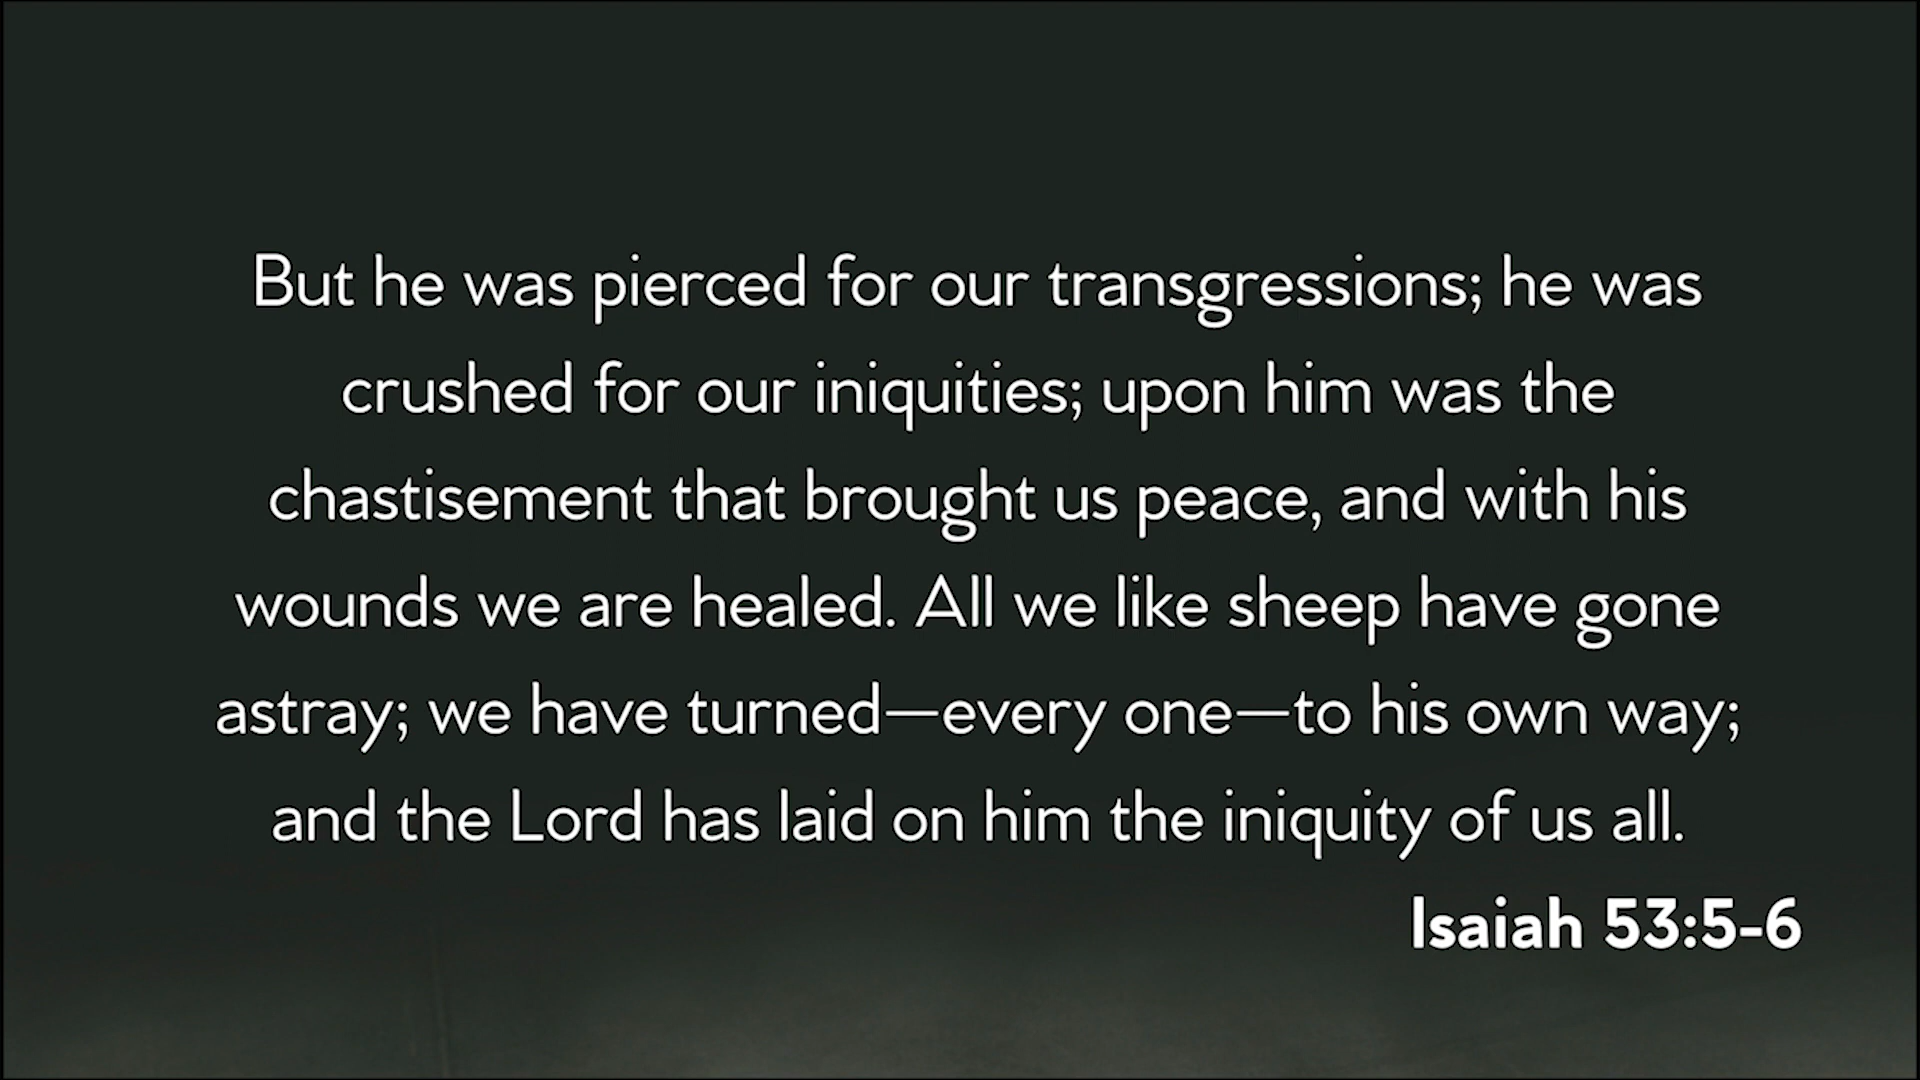 But he was pierced for our transgressions; he was
crushed for our iniquities; upon him was the
chastisement that brought us peace, and with his
wounds we are healed. All we like sheep have gone
astray; we have turned—every one—to his own way;
and the Lord has laid on him the iniquity of us all.
Isaiah 53:5-6